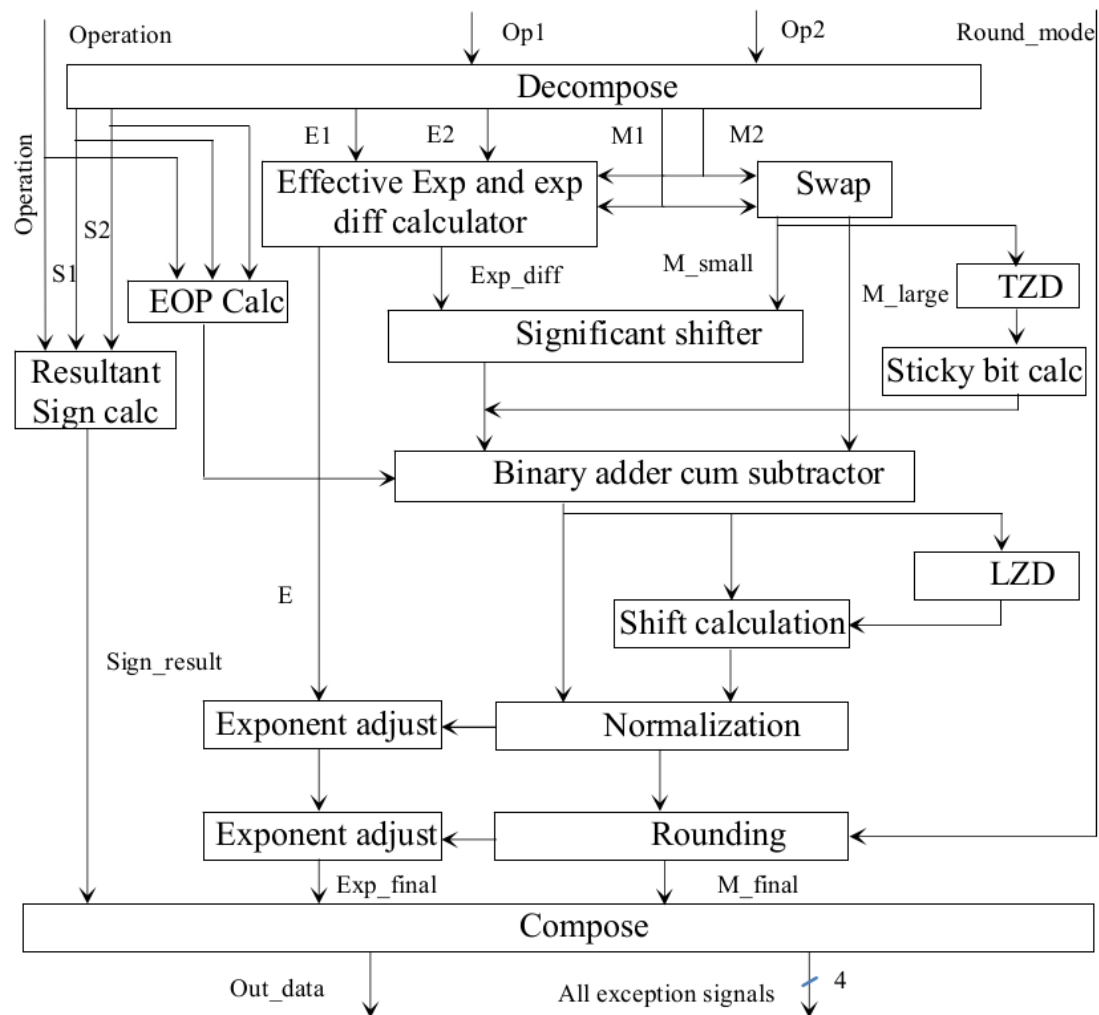 Operation
Op1
Op2
Round_mode
Decompose
E1
E2
M1
M2
Operation
Effective Exp and exp
diff calculator
Swap
S2
S1
Exp_diff
M_small
M_large
TZD
EOP Calc
Significant shifter
Resultant
Sign calc
Sticky bit calc
Binary adder cum subtractor
LZD
E
Shift calculation
Sign_result
Exponent adjust
Normalization
Exponent adjust
Rounding
Exp_final
M_final
Compose
Out_data
All exception signals
4